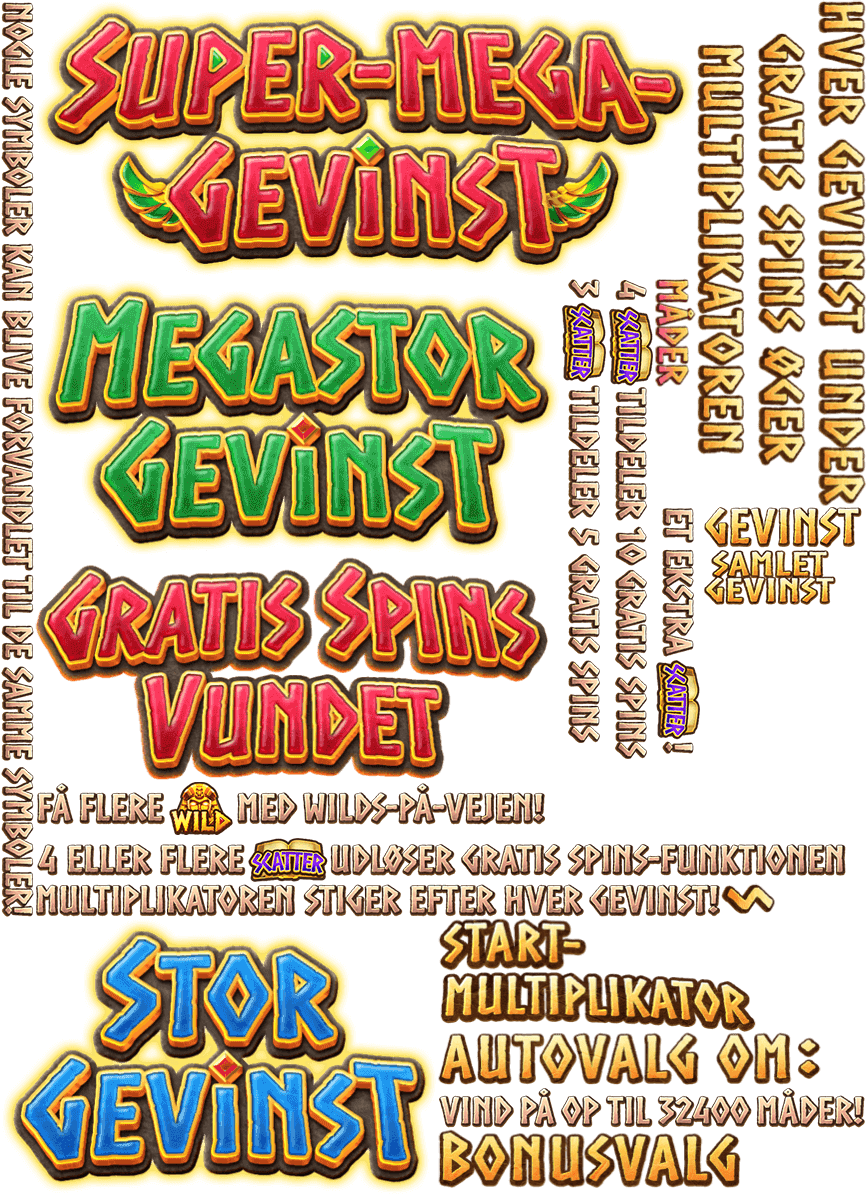 SUPER-MEGA-
GEVINST
MEGASTOR
GEVINST
GRATIS SPINS
VUNDET
FÅ FLERE WILD MED WILDS-PÅ-VEJEN!
4 ELLER FLERE SCATTER UDLØSER GRATIS SPINS-FUNKTIONEN
MULTIPLIKATOREN STIGER EFTER HVER GEVINST!
STOR
GEVINST
START-
MULTIPLIKATOR
AUTOVALG OM:
VIND PÅ OP TIL 32400 MÅDER!
BONUSVALG
NOGLE SYMBOLER KAN BLIVE FORVANDLET TIL DE SAMME SYMBOLER!
HVER GEVINST UNDER
GRATIS SPINS ØGER
MULTIPLIKATOREN
MÅDER
4 SCATTER TILDELER 10 GRATIS SPINS
3 SCATTER TILDELER 5 GRATIS SPINS
ET EKSTRA SCATTER!
GEVINST
SAMLET
GEVINST